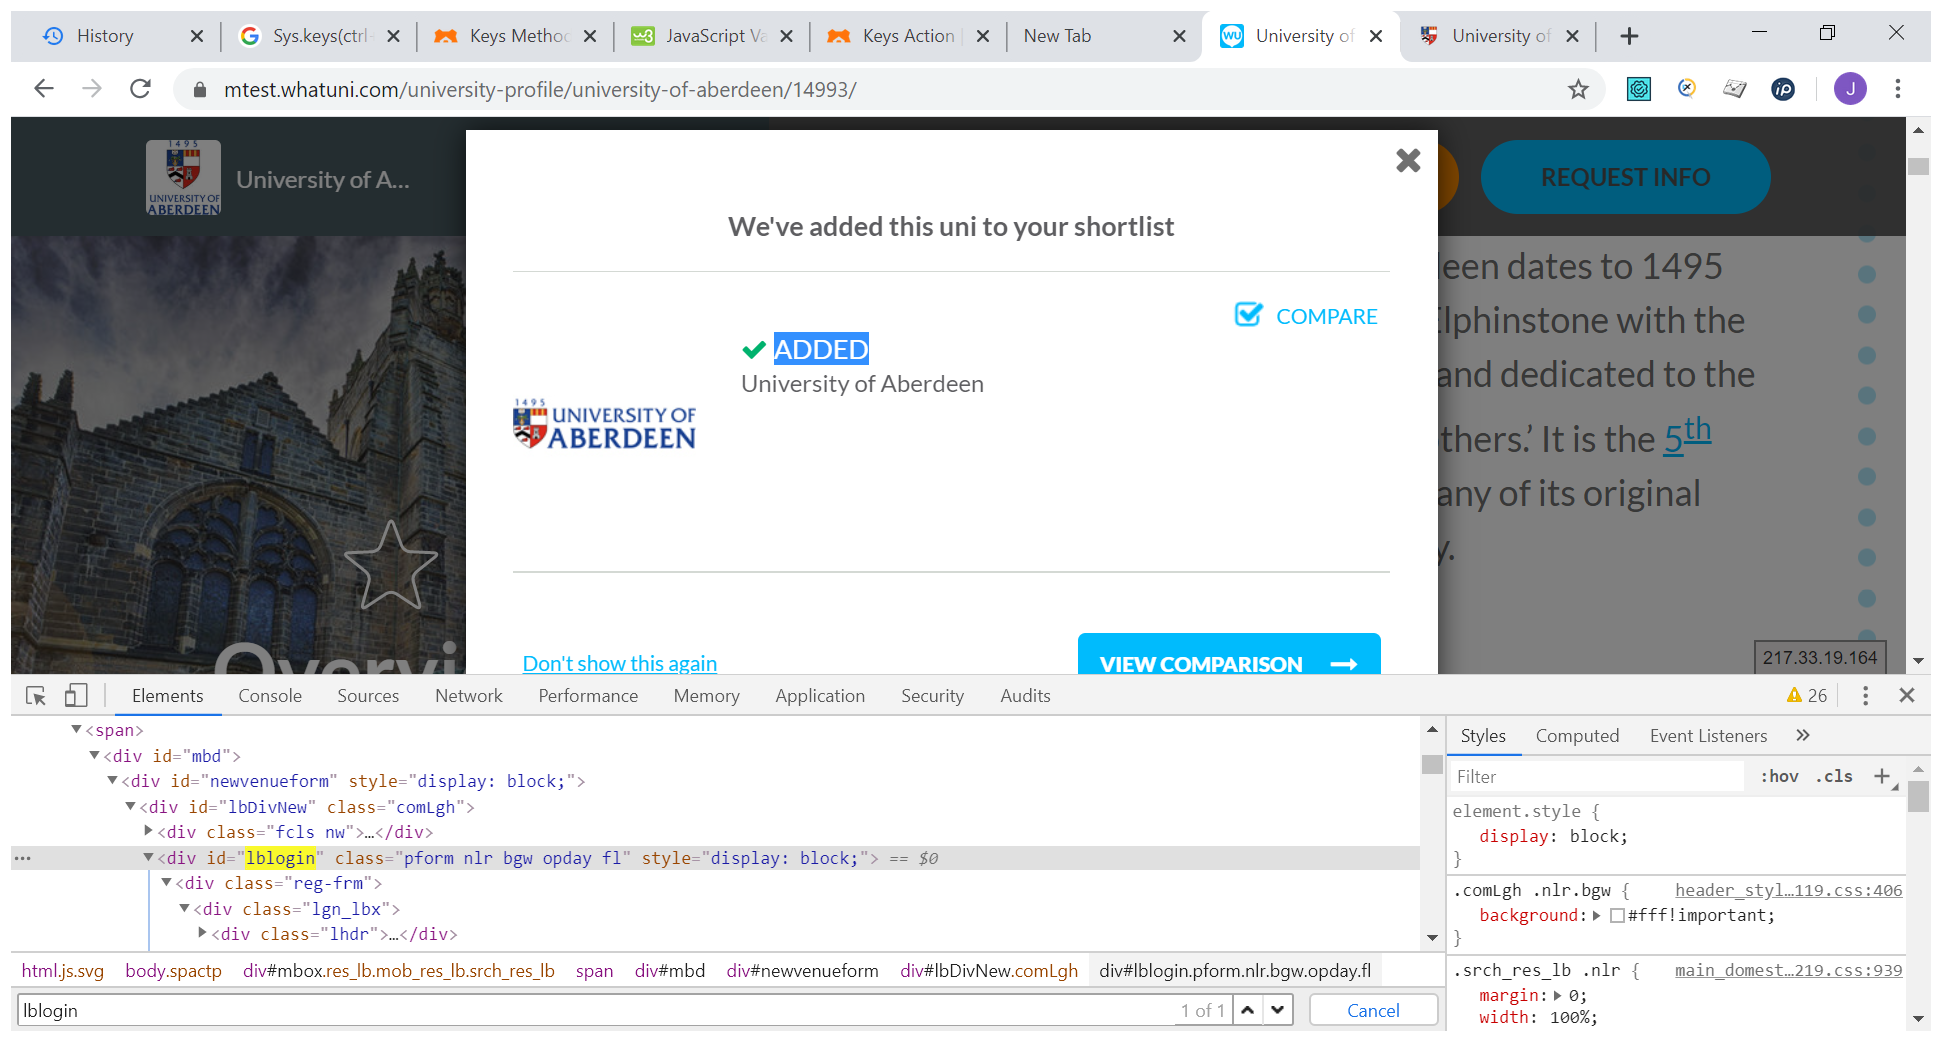 History
Sys.keys(ctrl
Keys Metho
JavaScript Va
Keys Action
New Tab
WU University of
University of
mtest.whatuni.com/university-profile/university-of-aberdeen/14993/
iP
J
1495
UNIVERSITY OF
ABERDEEN
University of A...
REQUEST INFO
We've added this uni to your shortlist
COMPARE
ADDED
University of Aberdeen
1495
UNIVERSITY OF
ABERDEEN
een dates to 1495
Elphinstone with the
and dedicated to the
thers.' It is the 5th
any of its original
y.
Overvi
Don't show this again
VIEW COMPARISON
217.33.19.164
Elements Console Sources Network Performance Memory Application Security Audits
26
<span>
<div id="mbd">
<div id="newvenueform" style="display: block;">
<div id="lbDivNew" class="comLgh">
<div class="fcls nw">…</div>
<div id="lblogin" class="pform nlr bgw opday fl" style="display: block;"> == $0
<div class="reg-frm">
<div class="lgn_lbx">
<div class="lhdr">…</div>
html.js.svg body.spactp div#mbox.res_lb.mob_res_lb.srch_res_lb span div#mbd div#newvenueform div#lbDivNew.comLgh div#lblogin.pform.nlr.bgw.opday.fl
lblogin
1 of 1
Cancel
Styles Computed Event Listeners »
Filter
:hov .cls +
element.style {
display: block;
}
.comLgh .nlr.bgw { header_styl…119.css:406
background: #fff!important;
}
.srch_res_lb .nlr { main_domest…219.css:939
margin: 0;
width: 100%;